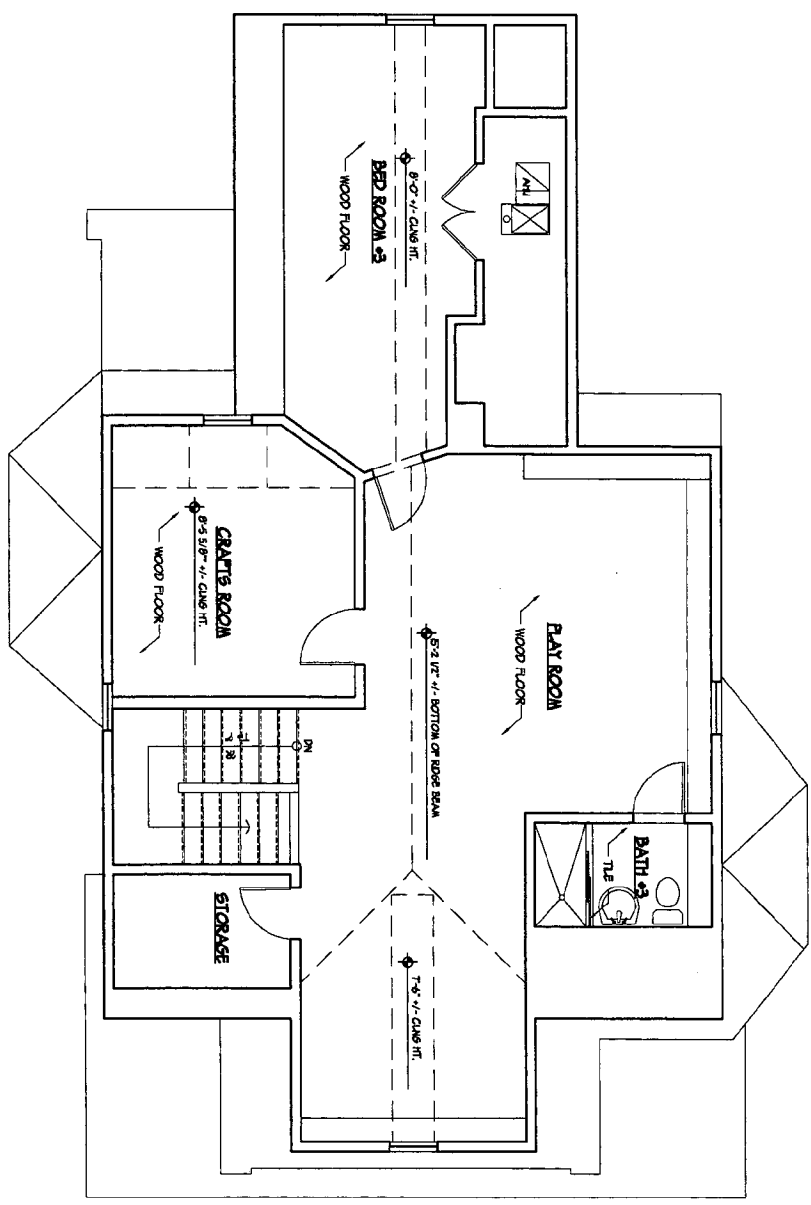 BED ROOM #3
8'-0" +/- CLNG HT.
WOOD FLOOR
AHU
CRAFTS ROOM
8'-5 5/8" +/- CLNG HT.
WOOD FLOOR
PLAY ROOM
WOOD FLOOR
5'-2 1/2" +/- BOTTOM OF RIDGE BEAM
DN
BATH #3
TILE
STORAGE
7'-6" +/- CLNG HT.